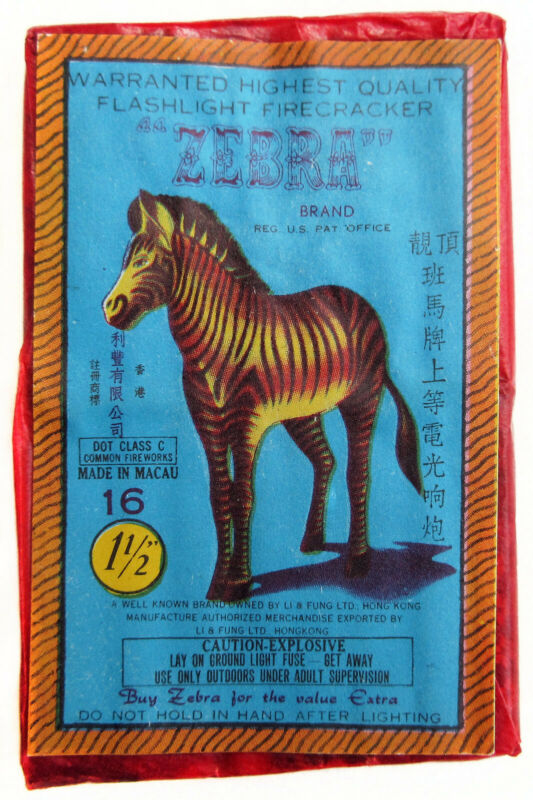 WARRANTED HIGHEST QUALITY
FLASHLIGHT FIRECRACKER
"ZEBRA"
BRAND
REG. U.S. PAT. OFFICE
頂靚
班馬牌上等電光响炮
香港
利豐有限公司
註冊商標
DOT CLASS C
COMMON FIREWORKS
MADE IN MACAU
16
1 1/2"
A WELL KNOWN BRAND OWNED BY LI & FUNG LTD., HONG KONG
MANUFACTURE AUTHORIZED MERCHANDISE EXPORTED BY
LI & FUNG LTD. HONGKONG
CAUTION-EXPLOSIVE
LAY ON GROUND LIGHT FUSE — GET AWAY
USE ONLY OUTDOORS UNDER ADULT SUPERVISION
Buy Zebra for the value Extra
DO NOT HOLD IN HAND AFTER LIGHTING